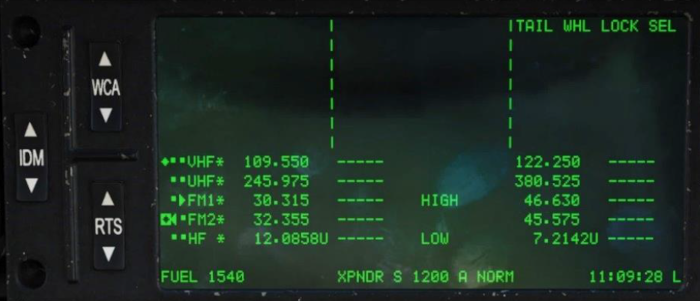 TAIL WHL LOCK SEL
WCA
IDM
RTS
UHF* 109.550 ----- 122.250 -----
UHF* 245.975 ----- 380.525 -----
FM1* 30.315 ----- HIGH 46.630 -----
FM2* 32.355 ----- 45.575 -----
HF * 12.0858U ----- LOW 7.2142U -----
FUEL 1540 XPNDR S 1200 A NORM 11:09:28 L